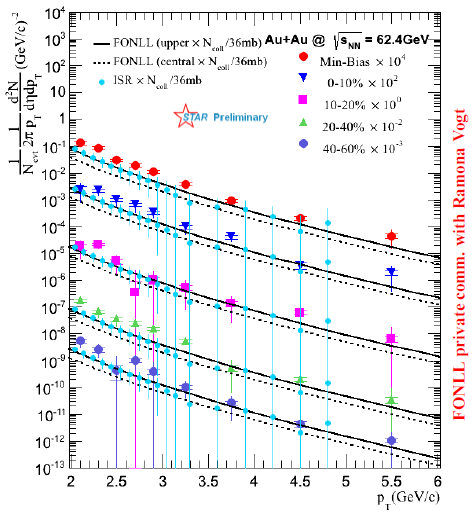 FONLL (upper × N_coll/36mb)
FONLL (central × N_coll/36mb)
ISR × N_coll/36mb
Au+Au @ √s_NN = 62.4GeV
Min-Bias × 10^4
0-10% × 10^2
10-20% × 10^0
20-40% × 10^-2
40-60% × 10^-3
STAR Preliminary
1/N_evt 1/2π 1/p_T d²N/dηdp_T (GeV/c)^-2
10^4
10^3
10^2
10
1
10^-1
10^-2
10^-3
10^-4
10^-5
10^-6
10^-7
10^-8
10^-9
10^-10
10^-11
10^-12
10^-13
2 2.5 3 3.5 4 4.5 5 5.5 6
p_T(GeV/c)
FONLL private comm. with Ramona Vogt